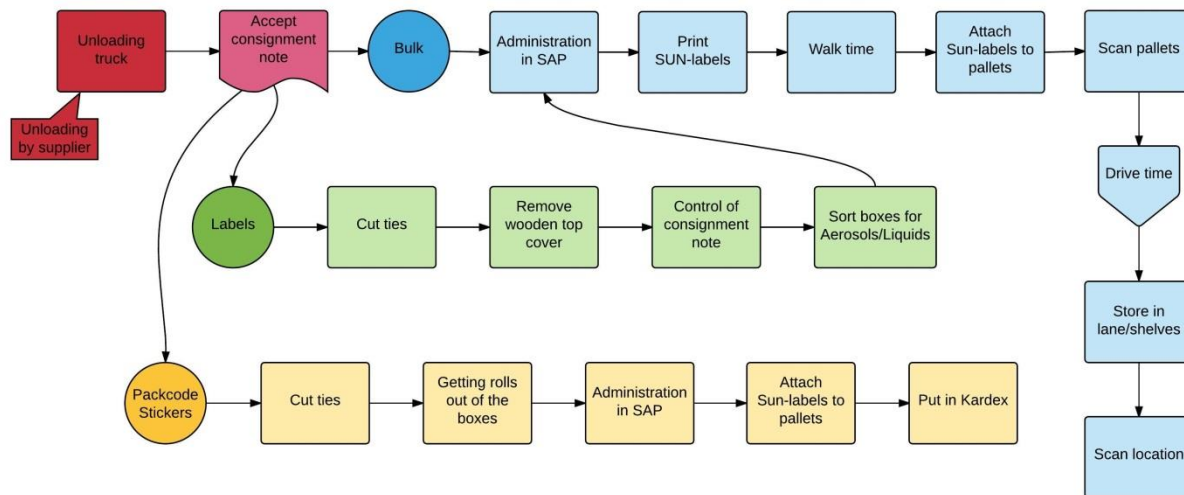 Unloading
truck
Accept
consignment
note
Bulk
Administration
in SAP
Print
SUN-labels
Walk time
Attach
Sun-labels to
pallets
Scan pallets
Unloading
by supplier
Drive time
Labels
Cut ties
Remove
wooden top
cover
Control of
consignment
note
Sort boxes for
Aerosols/Liquids
Store in
lane/shelves
Packcode
Stickers
Cut ties
Getting rolls
out of the
boxes
Administration
in SAP
Attach
Sun-labels to
pallets
Put in Kardex
Scan location